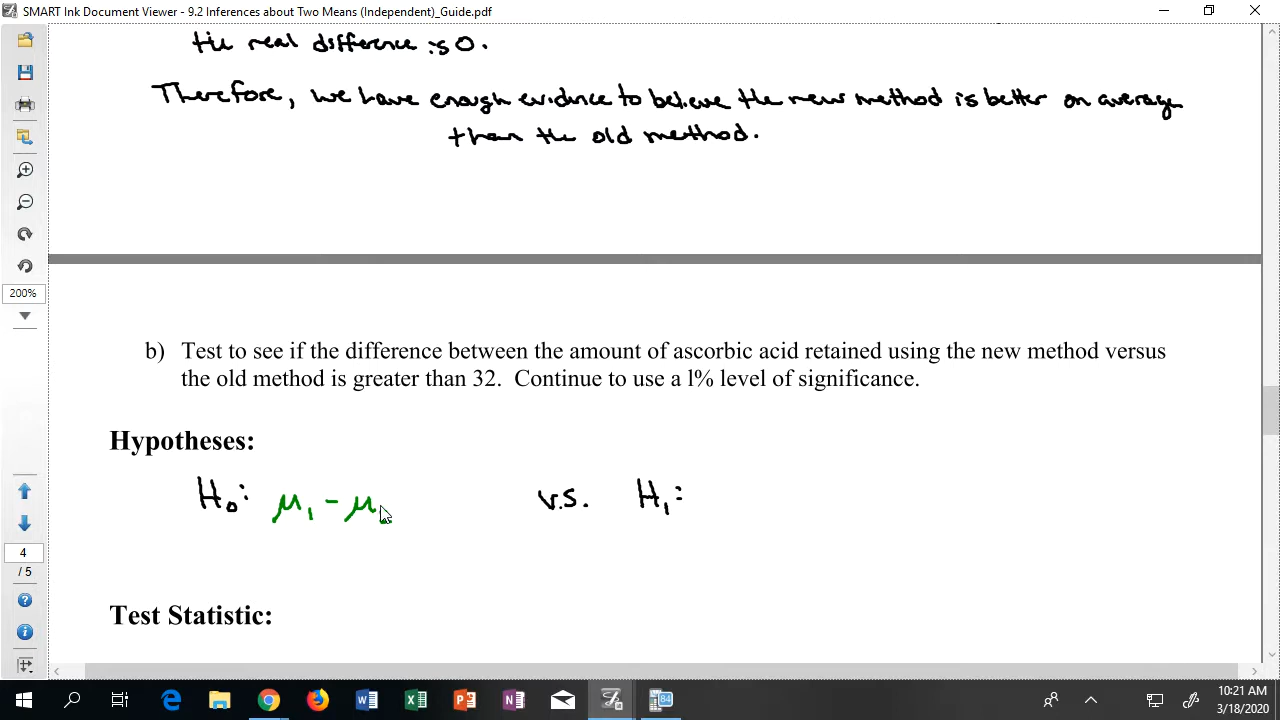 SMART Ink Document Viewer - 9.2 Inferences about Two Means (Independent)_Guide.pdf
the real difference is 0.
Therefore, we have enough evidence to believe the new method is better on average
than the old method.
200%
b) Test to see if the difference between the amount of ascorbic acid retained using the new method versus
the old method is greater than 32. Continue to use a l% level of significance.
Hypotheses:
H₀: μ₁ - μ v.s. H₁:
4
/ 5
Test Statistic:
10:21 AM
3/18/2020